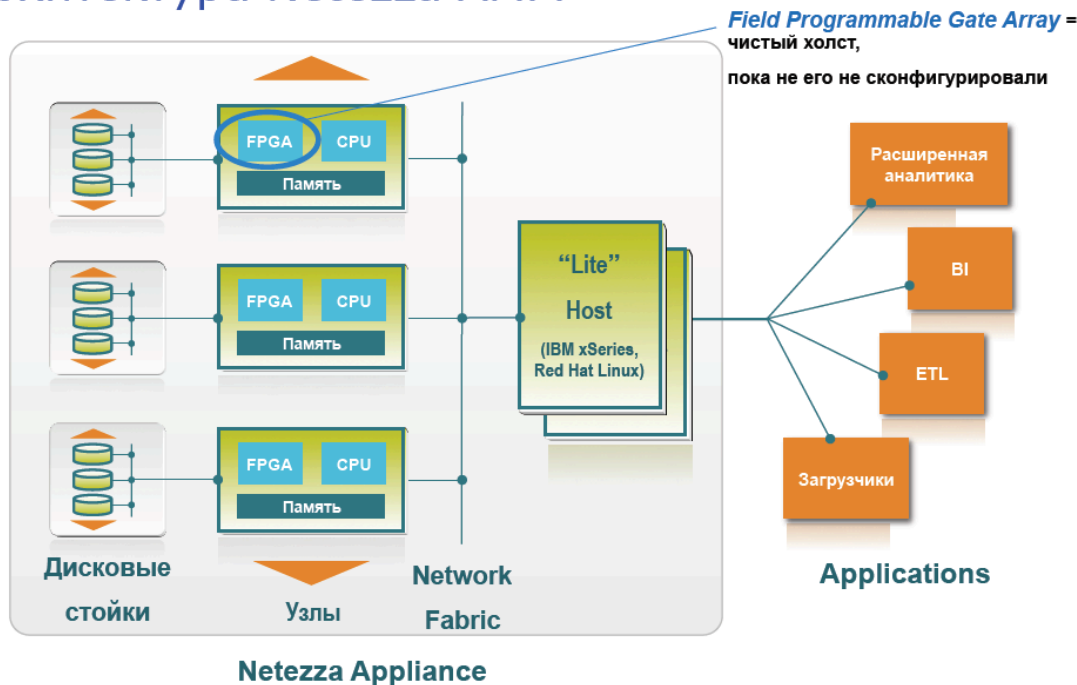 Field Programmable Gate Array =
чистый холст,
пока не его не сконфигурировали
FPGA
CPU
Память
FPGA
CPU
Память
FPGA
CPU
Память
“Lite”
Host
(IBM xSeries,
Red Hat Linux)
Расширенная
аналитика
BI
ETL
Загрузчики
Дисковые
стойки
Узлы
Network
Fabric
Applications
Netezza Appliance